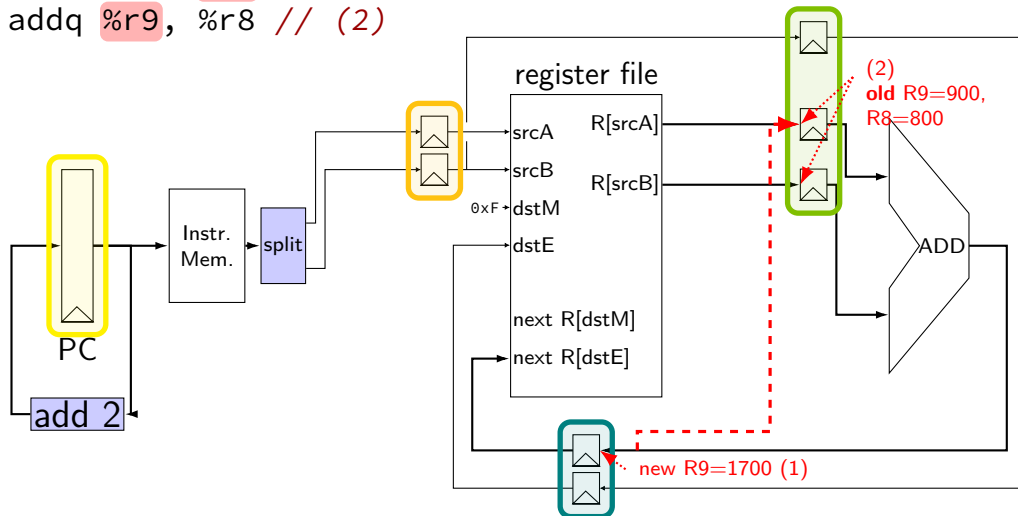 addq %r9, %r8 // (2)
register file
(2)
old R9=900,
R8=800
srcA
R[srcA]
srcB
R[srcB]
0xF
dstM
dstE
Instr.
Mem.
split
ADD
next R[dstM]
next R[dstE]
PC
add 2
new R9=1700 (1)